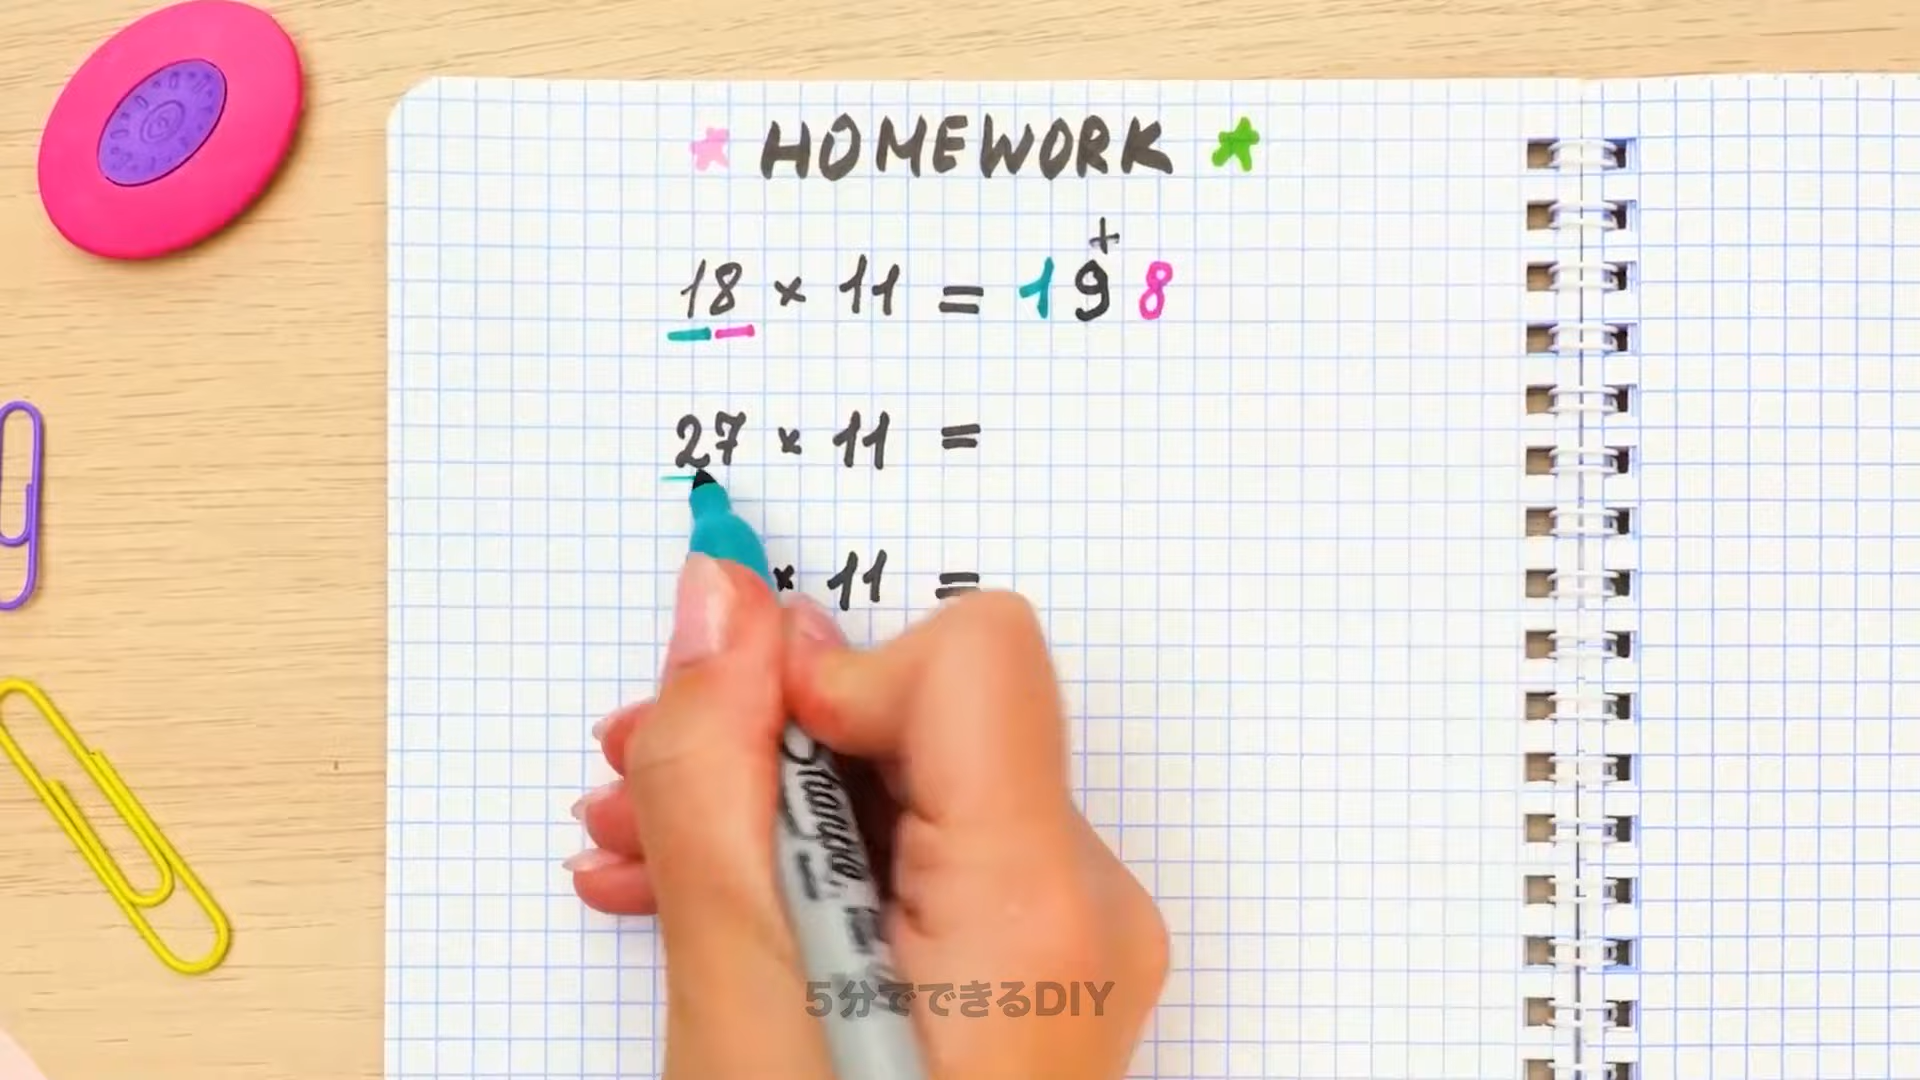 HOMEWORK
+
18 × 11 = 198
27 × 11 =
× 11 =
5分でできるDIY